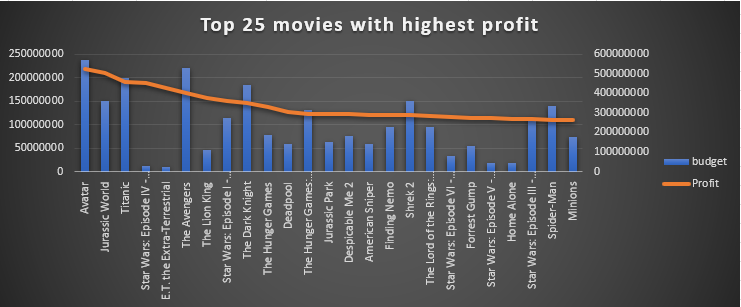 Top 25 movies with highest profit
250000000
200000000
150000000
100000000
50000000
0
600000000
500000000
400000000
300000000
200000000
100000000
0
Avatar
Jurassic World
Titanic
Star Wars: Episode IV -...
E.T. the Extra-Terrestrial
The Avengers
The Lion King
Star Wars: Episode I -...
The Dark Knight
The Hunger Games
Deadpool
The Hunger Games:...
Jurassic Park
Despicable Me 2
American Sniper
Finding Nemo
Shrek 2
The Lord of the Rings:...
Star Wars: Episode VI -...
Forrest Gump
Star Wars: Episode V -...
Home Alone
Star Wars: Episode III -...
Spider-Man
Minions
budget
Profit